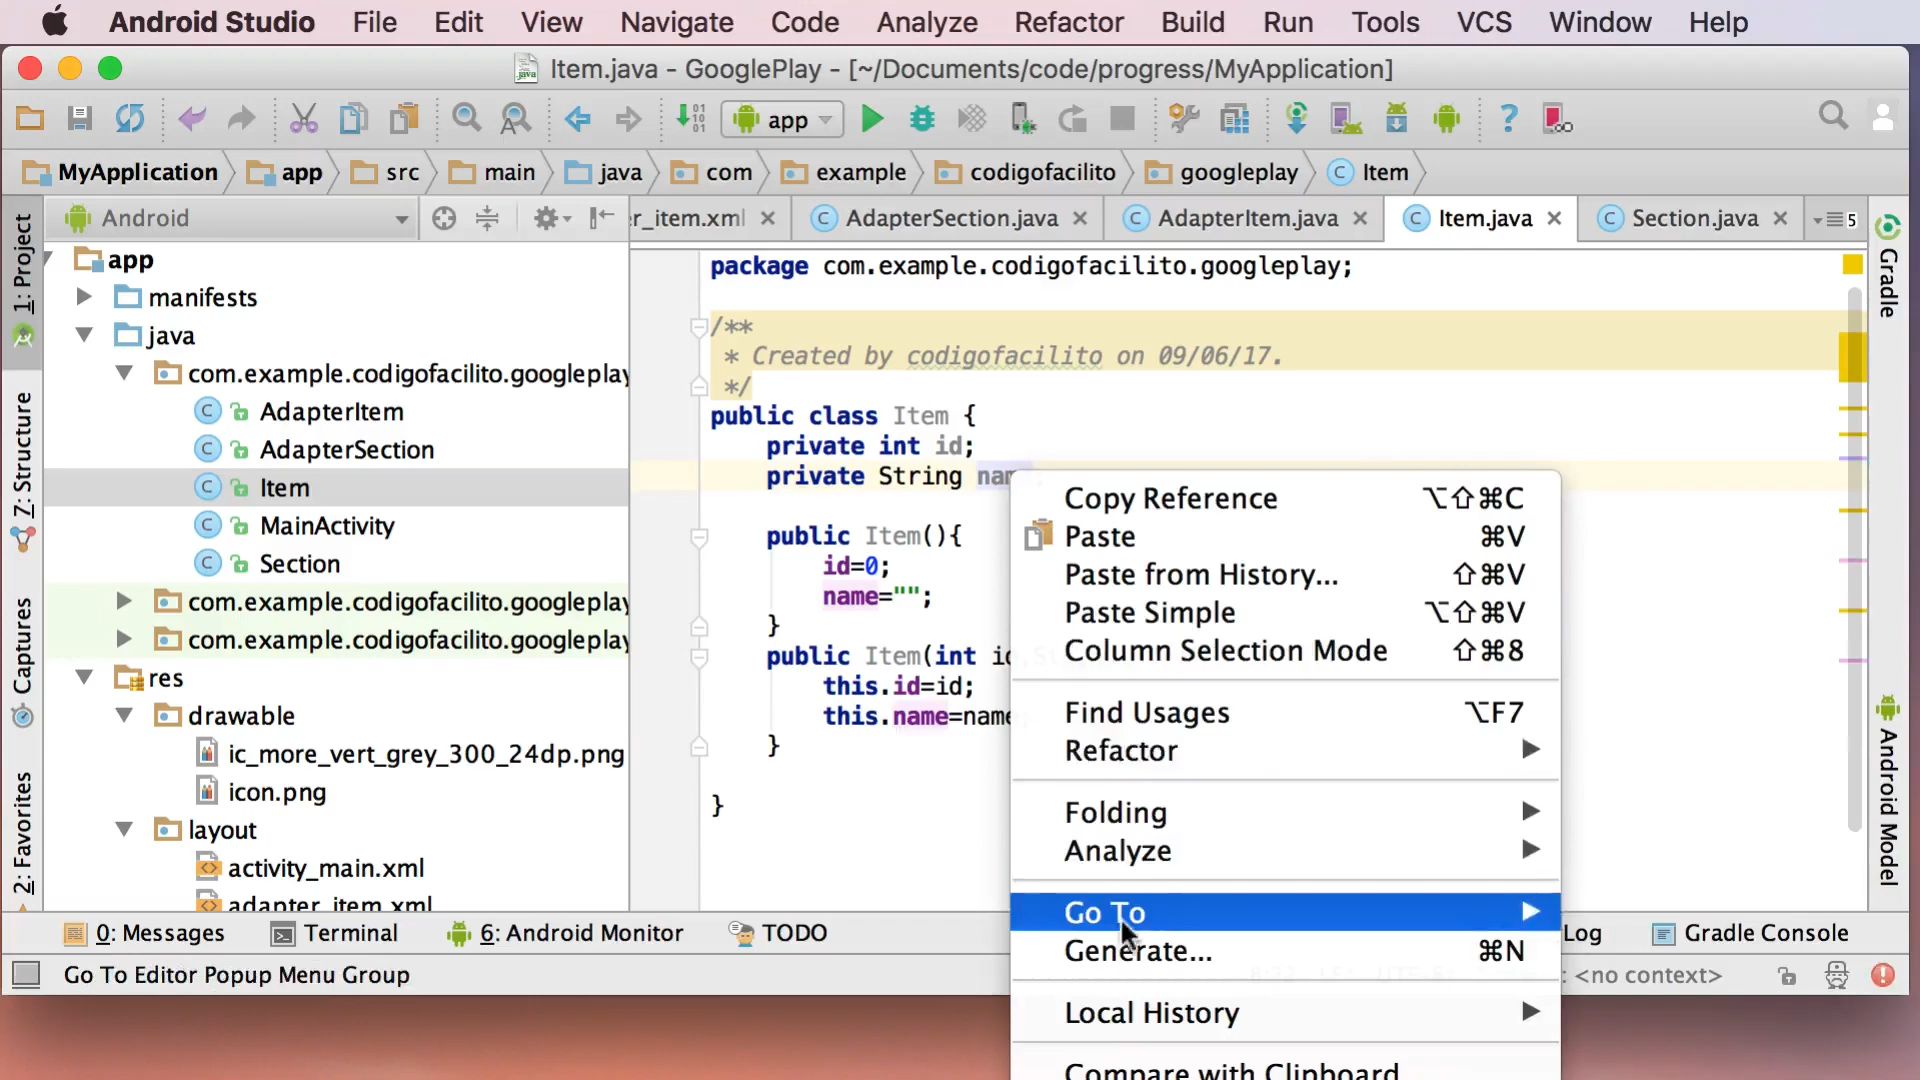 Android Studio File Edit View Navigate Code Analyze Refactor Build Run Tools VCS Window Help
Item.java - GooglePlay - [~/Documents/code/progress/MyApplication]
app
MyApplication app src main java com example codigofacilito googleplay Item
Android
r_item.xml AdapterSection.java AdapterItem.java Item.java Section.java 5
1: Project
7: Structure
Captures
2: Favorites
app
manifests
java
com.example.codigofacilito.googleplay
AdapterItem
AdapterSection
Item
MainActivity
Section
com.example.codigofacilito.googleplay
com.example.codigofacilito.googleplay
res
drawable
ic_more_vert_grey_300_24dp.png
icon.png
layout
activity_main.xml
adapter_item.xml
package com.example.codigofacilito.googleplay;
/**
* Created by codigofacilito on 09/06/17.
*/
public class Item {
private int id;
private String name;
public Item(){
id=0;
name="";
}
public Item(int id,
this.id=id;
this.name=name;
}
}
Copy Reference ⌥⇧⌘C
Paste ⌘V
Paste from History... ⇧⌘V
Paste Simple ⌥⇧⌘V
Column Selection Mode ⇧⌘8
Find Usages ⌥F7
Refactor
Folding
Analyze
Go To
Generate... ⌘N
Local History
Compare with Clipboard
Gradle
Android Model
0: Messages Terminal 6: Android Monitor TODO Log Gradle Console
Go To Editor Popup Menu Group : <no context>